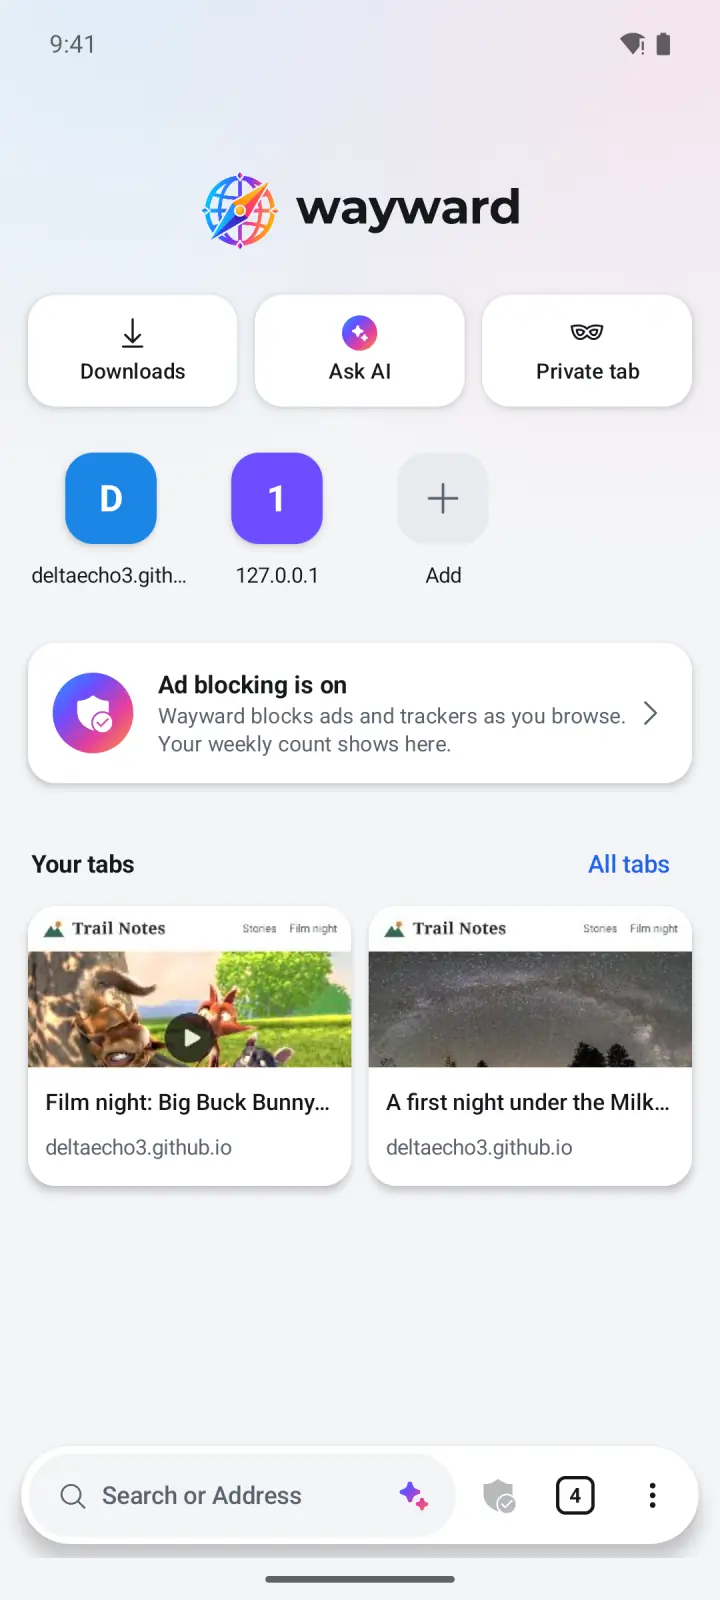 9:41
wayward
Downloads
Ask AI
Private tab
D
1
deltaecho3.gith...
127.0.0.1
Add
Ad blocking is on
Wayward blocks ads and trackers as you browse.
Your weekly count shows here.
Your tabs
All tabs
Trail Notes
Stories
Film night
Trail Notes
Stories
Film night
Film night: Big Buck Bunny...
deltaecho3.github.io
A first night under the Milk...
deltaecho3.github.io
Search or Address
4